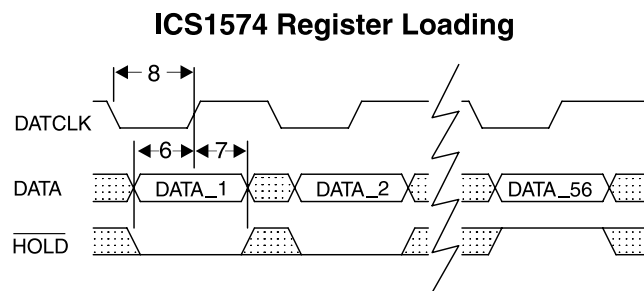 ICS1574 Register Loading
8
DATCLK
6 7
DATA DATA_1 DATA_2 DATA_56
HOLD